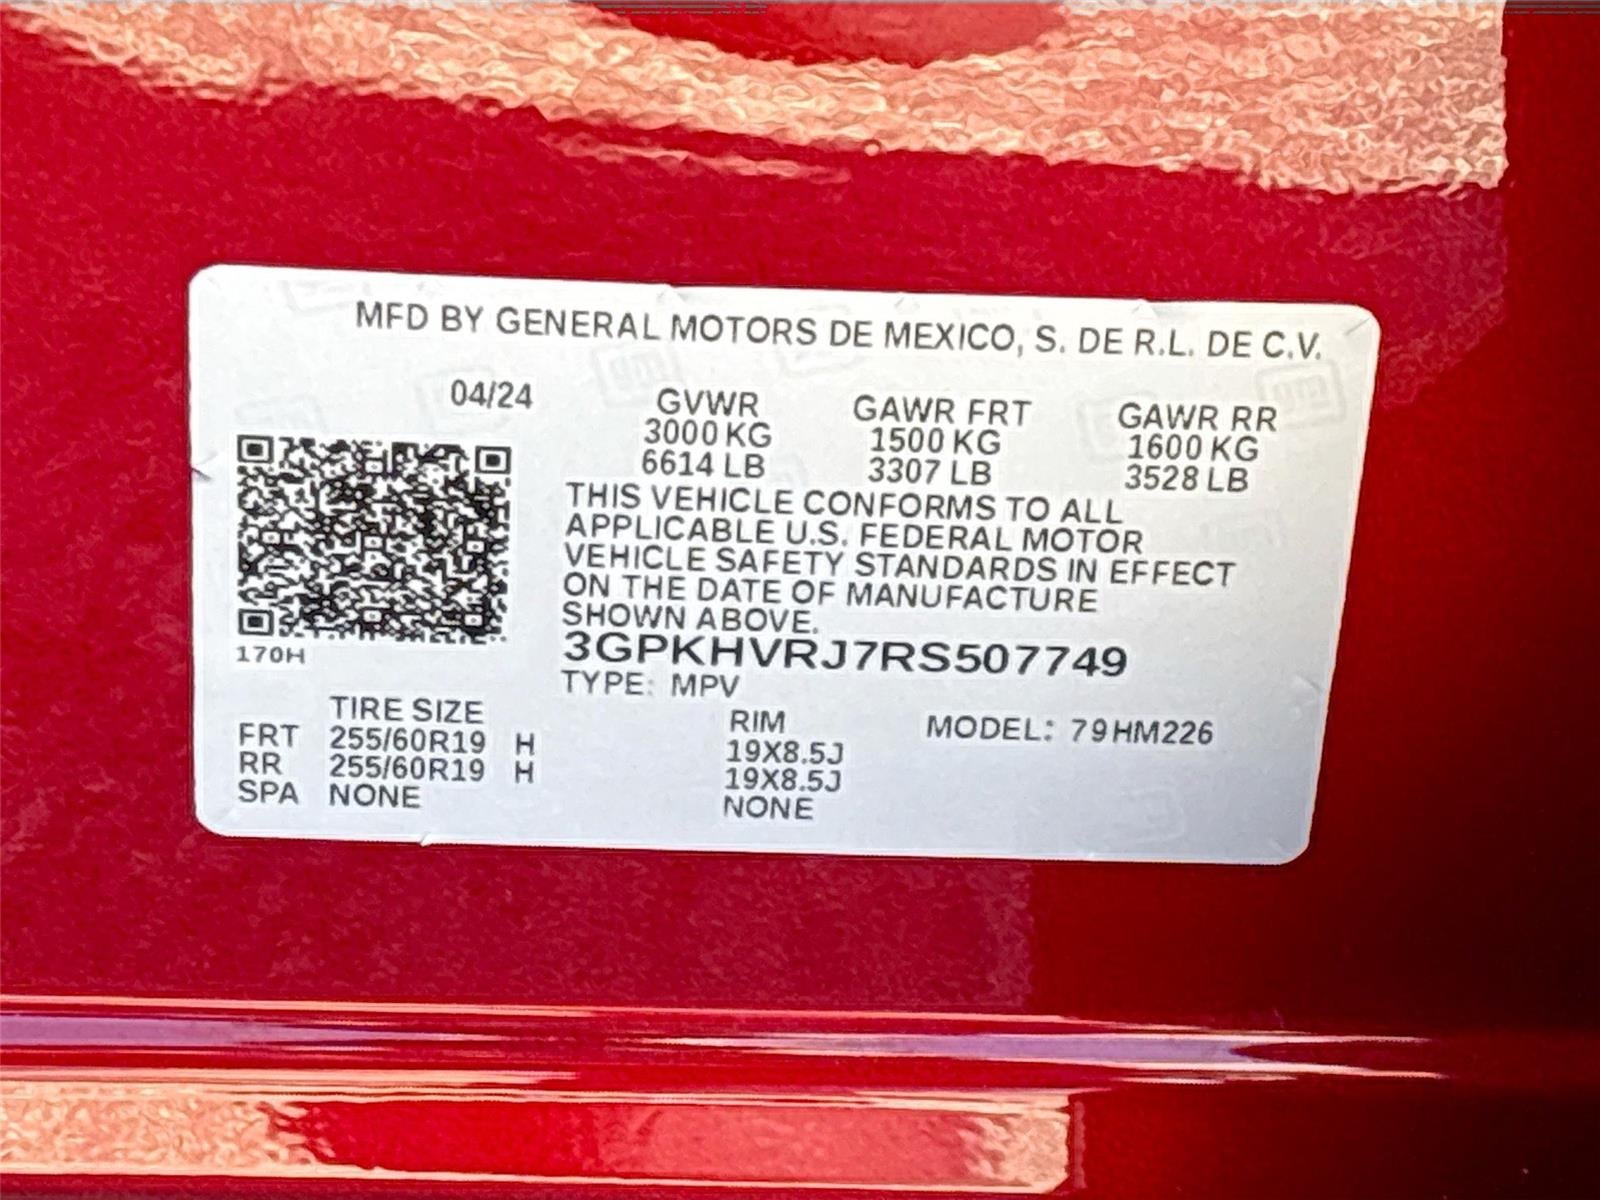 MFD BY GENERAL MOTORS DE MEXICO, S. DE R.L. DE C.V.
04/24 GVWR GAWR FRT GAWR RR
3000 KG 1500 KG 1600 KG
6614 LB 3307 LB 3528 LB
THIS VEHICLE CONFORMS TO ALL
APPLICABLE U.S. FEDERAL MOTOR
VEHICLE SAFETY STANDARDS IN EFFECT
ON THE DATE OF MANUFACTURE
SHOWN ABOVE.
170H 3GPKHVRJ7RS507749
TYPE: MPV
TIRE SIZE RIM MODEL: 79HM226
FRT 255/60R19 H 19X8.5J
RR 255/60R19 H 19X8.5J
SPA NONE NONE